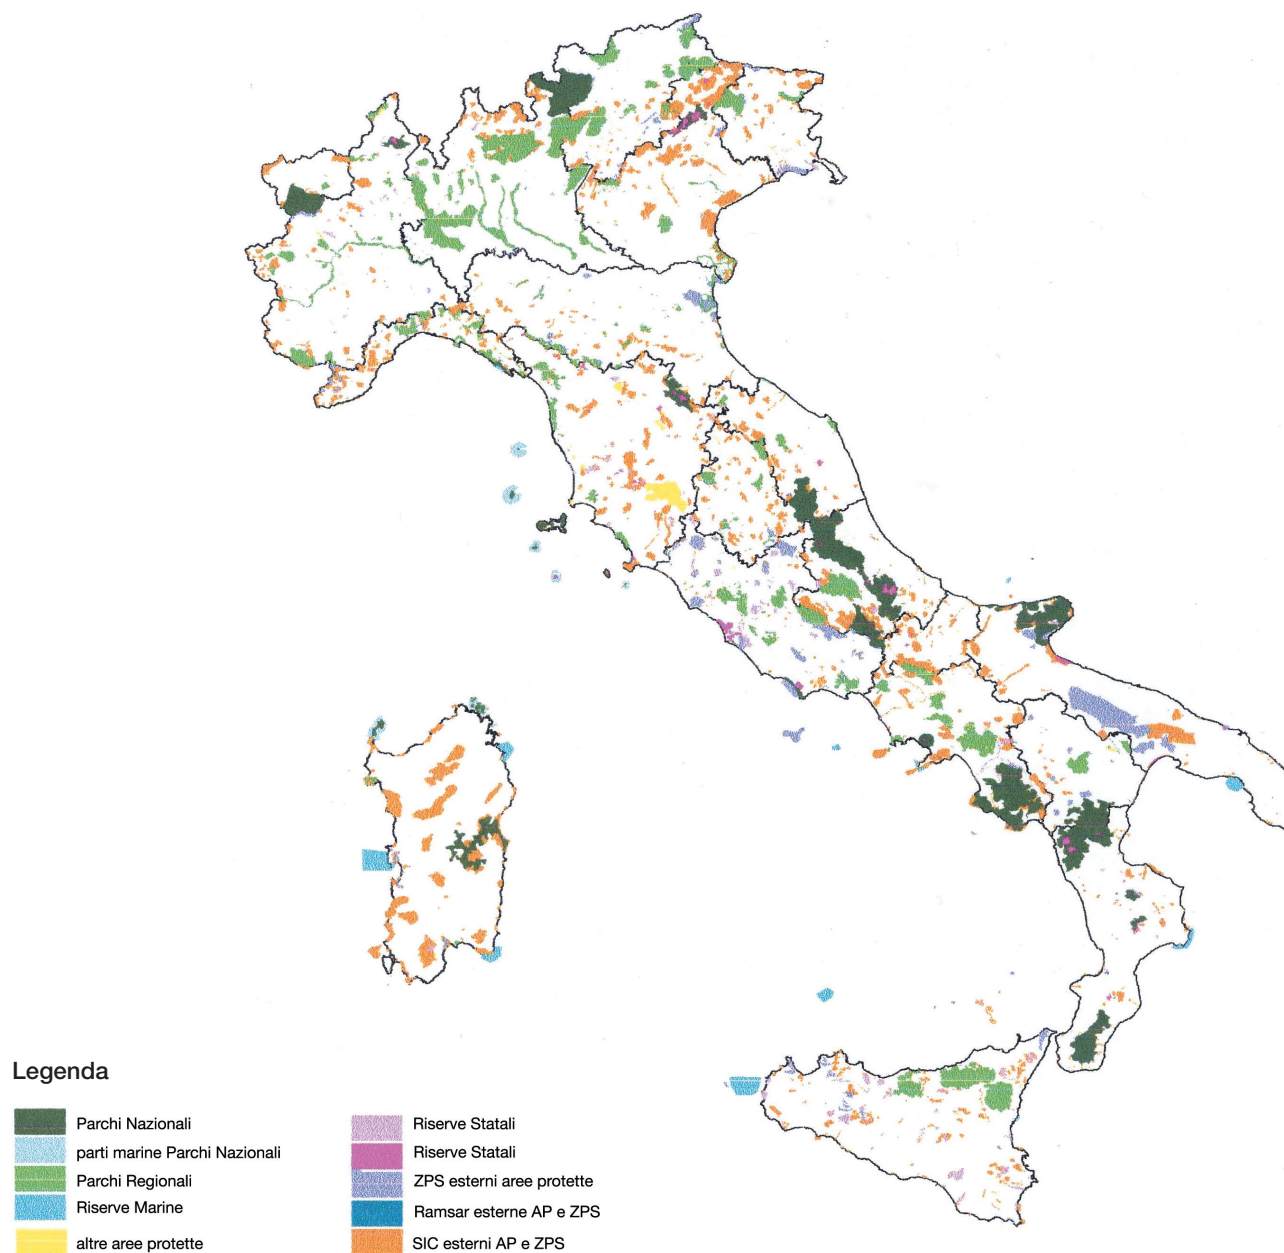 Legenda
Parchi Nazionali
parti marine Parchi Nazionali
Parchi Regionali
Riserve Marine
altre aree protette
Riserve Statali
Riserve Statali
ZPS esterni aree protette
Ramsar esterne AP e ZPS
SIC esterni AP e ZPS